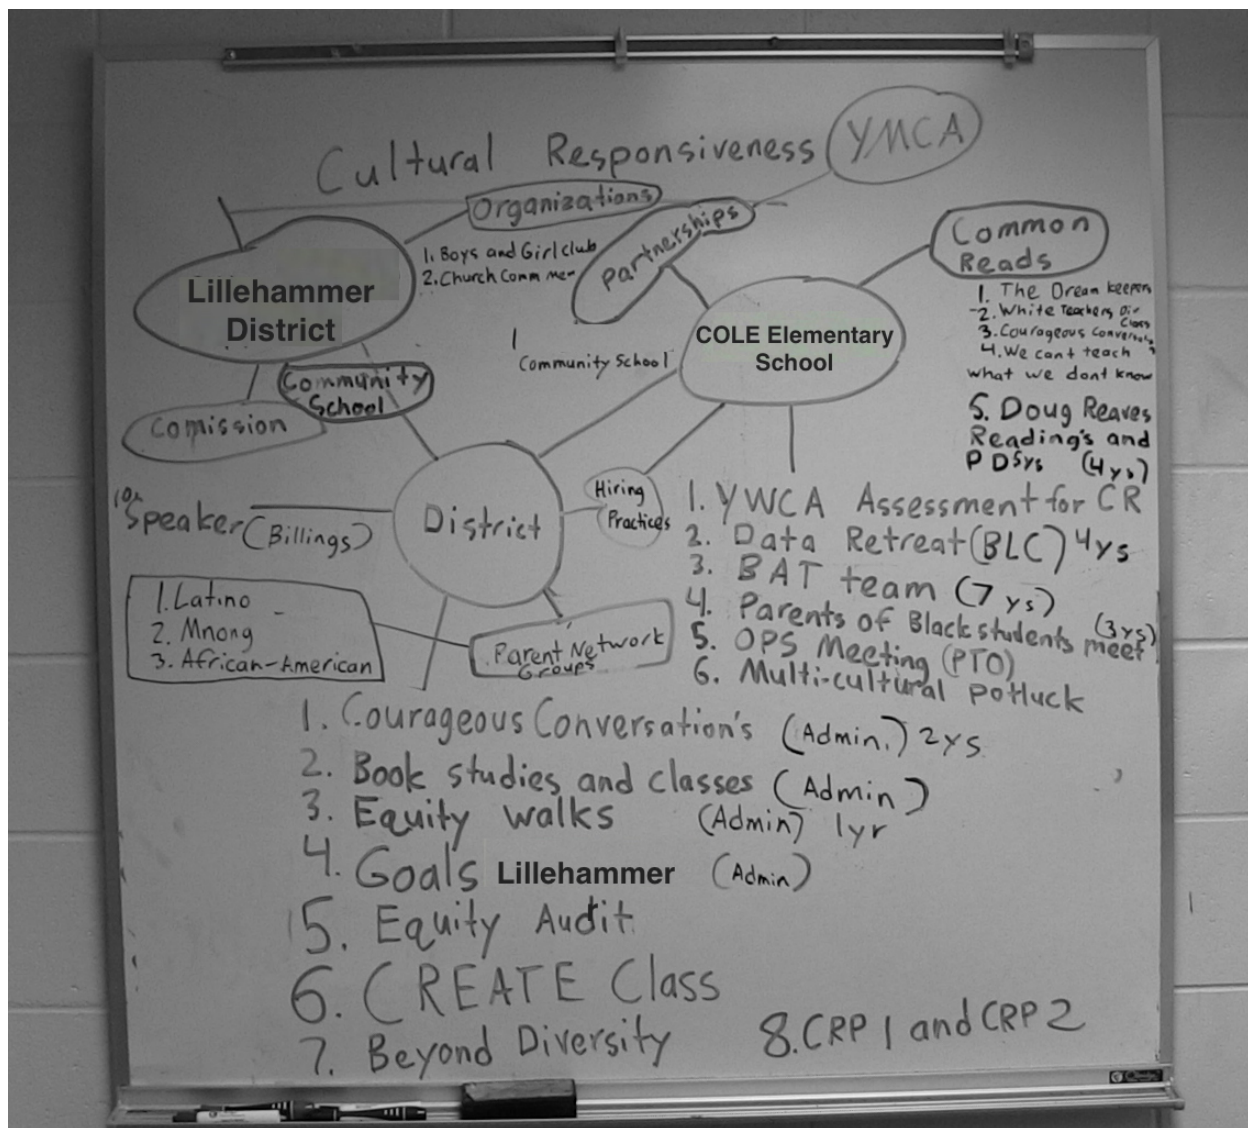 Cultural Responsiveness
YMCA
Organizations
1. Boys and Girl club
2. Church Comm men
Partnerships
Common
Reads
1. The Dream keepers
2. White Teachers
Class
3. Courageous
4. We cant teach
what we dont know
5. Doug Reaves
Reading's and
(4ys)
Lillehammer
District
COLE Elementary
School
1
Community School
Community
School
Comission
District
Hiring
Practices
Speaker (Billings)
1. Latino
2. Mnong
3. African-American
Parent Network
Groups
1. YWCA Assessment for CR
2. Data Retreat (BLC) 4ys
3. BAT team (7 ys)
4. Parents of Black students meet (3ys)
5. OPS Meeting (PTO)
6. Multi-cultural potluck
1. Courageous Conversation's (Admin.) 2ys
2. Book studies and classes (Admin)
3. Equity walks (Admin) 1yr
4. Goals Lillehammer (Admin)
5. Equity Audit
6. CREATE Class
7. Beyond Diversity 8. CRP 1 and CRP 2